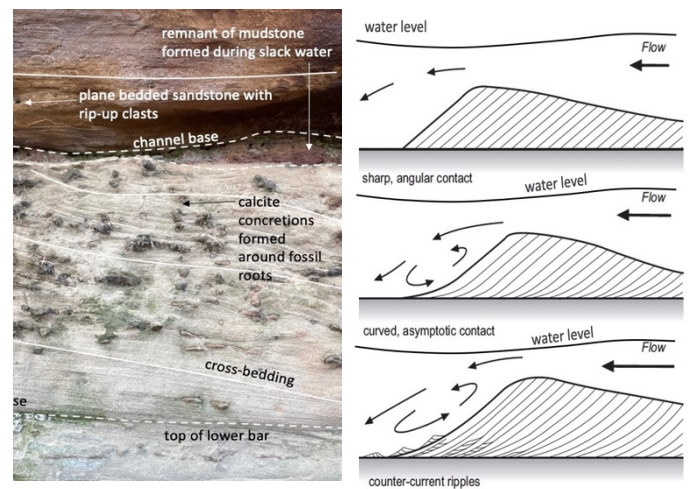 remnant of mudstone
formed during slack water
plane bedded sandstone with
rip-up clasts
channel base
calcite
concretions
formed
around fossil
roots
cross-bedding
se
top of lower bar
water level
Flow
sharp, angular contact
water level
Flow
curved, asymptotic contact
water level
Flow
counter-current ripples